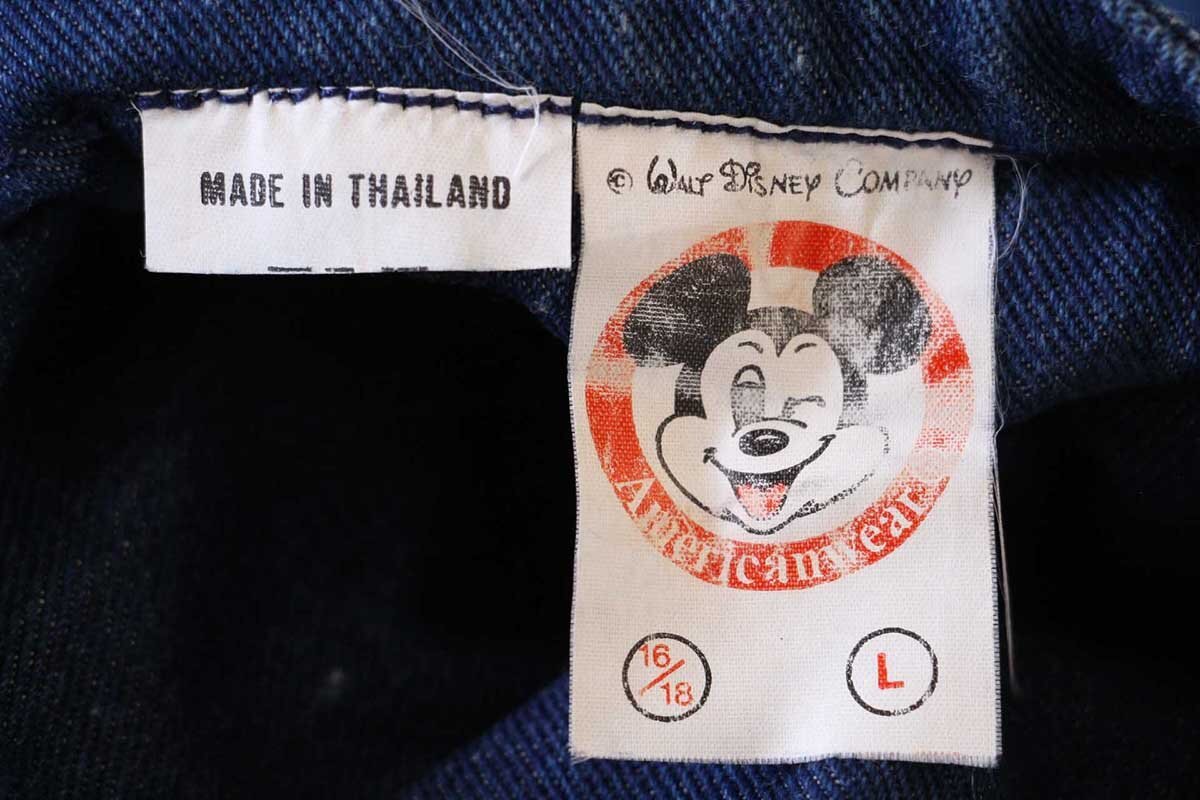 MADE IN THAILAND
© WALT DISNEY COMPANY
Americanwear
16/18
L